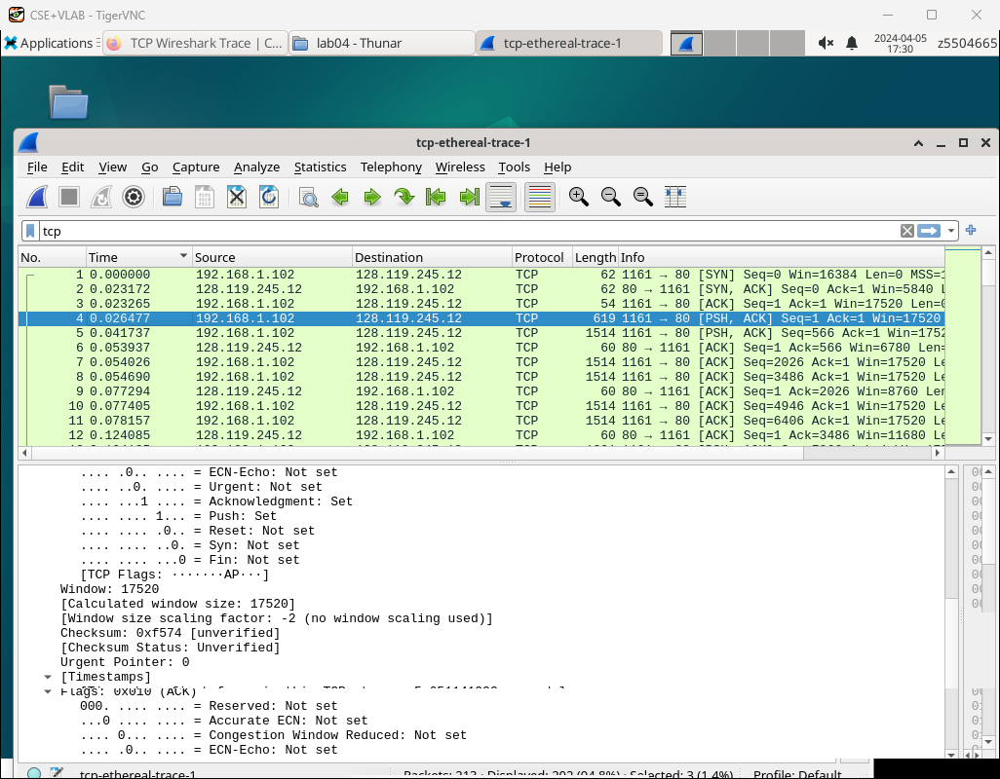 CSE+VLAB - TigerVNC
Applications
TCP Wireshark Trace | C...
lab04 - Thunar
tcp-ethereal-trace-1
2024-04-05
17:30
z5504665
tcp-ethereal-trace-1
File Edit View Go Capture Analyze Statistics Telephony Wireless Tools Help
tcp
No. Time Source Destination Protocol Length Info
1 0.000000 192.168.1.102 128.119.245.12 TCP 62 1161 → 80 [SYN] Seq=0 Win=16384 Len=0 MSS=1
2 0.023172 128.119.245.12 192.168.1.102 TCP 62 80 → 1161 [SYN, ACK] Seq=0 Ack=1 Win=5840 L
3 0.023265 192.168.1.102 128.119.245.12 TCP 54 1161 → 80 [ACK] Seq=1 Ack=1 Win=17520 Len=0
4 0.026477 192.168.1.102 128.119.245.12 TCP 619 1161 → 80 [PSH, ACK] Seq=1 Ack=1 Win=17520
5 0.041737 192.168.1.102 128.119.245.12 TCP 1514 1161 → 80 [PSH, ACK] Seq=566 Ack=1 Win=1752
6 0.053937 128.119.245.12 192.168.1.102 TCP 60 80 → 1161 [ACK] Seq=1 Ack=566 Win=6780 Len=
7 0.054026 192.168.1.102 128.119.245.12 TCP 1514 1161 → 80 [ACK] Seq=2026 Ack=1 Win=17520 Le
8 0.054690 192.168.1.102 128.119.245.12 TCP 1514 1161 → 80 [ACK] Seq=3486 Ack=1 Win=17520 Le
9 0.077294 128.119.245.12 192.168.1.102 TCP 60 80 → 1161 [ACK] Seq=1 Ack=2026 Win=8760 Len
10 0.077405 192.168.1.102 128.119.245.12 TCP 1514 1161 → 80 [ACK] Seq=4946 Ack=1 Win=17520 Le
11 0.078157 192.168.1.102 128.119.245.12 TCP 1514 1161 → 80 [ACK] Seq=6406 Ack=1 Win=17520 Le
12 0.124085 128.119.245.12 192.168.1.102 TCP 60 80 → 1161 [ACK] Seq=1 Ack=3486 Win=11680 Le
.... .0.. .... = ECN-Echo: Not set
.... ..0. .... = Urgent: Not set
.... ...1 .... = Acknowledgment: Set
.... .... 1... = Push: Set
.... .... .0.. = Reset: Not set
.... .... ..0. = Syn: Not set
.... .... ...0 = Fin: Not set
[TCP Flags: ·······AP···]
Window: 17520
[Calculated window size: 17520]
[Window size scaling factor: -2 (no window scaling used)]
Checksum: 0xf574 [unverified]
[Checksum Status: Unverified]
Urgent Pointer: 0
[Timestamps]
Flags: 0x010 (ACK)
000. .... .... = Reserved: Not set
...0 .... .... = Accurate ECN: Not set
.... 0... .... = Congestion Window Reduced: Not set
.... .0.. .... = ECN-Echo: Not set
tcp-ethereal-trace-1 Packets: 213 · Displayed: 202 (94.8%) · Selected: 3 (1.4%) Profile: Default